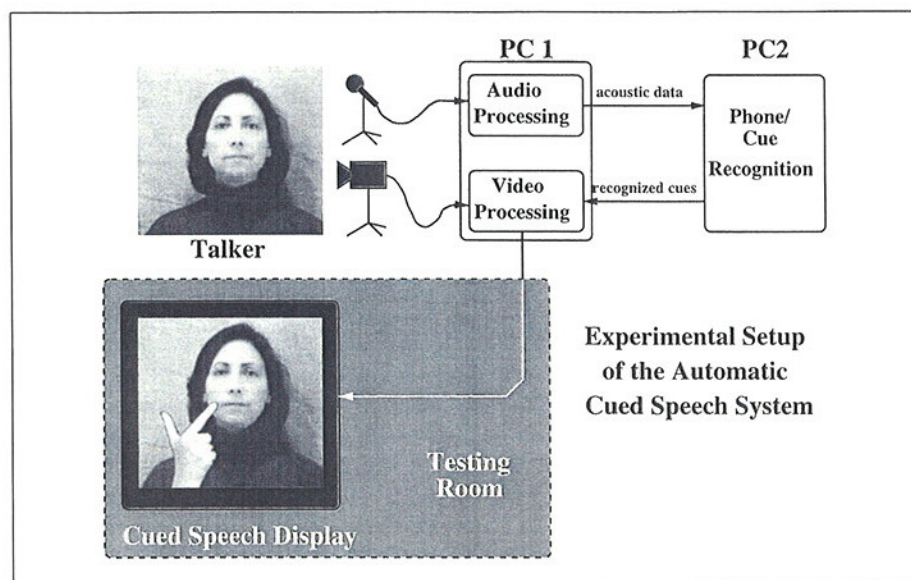 PC 1
PC2
Audio
Processing
acoustic data
Phone/
Cue
Recognition
Video
Processing
recognized cues
Talker
Experimental Setup
of the Automatic
Cued Speech System
Testing
Room
Cued Speech Display